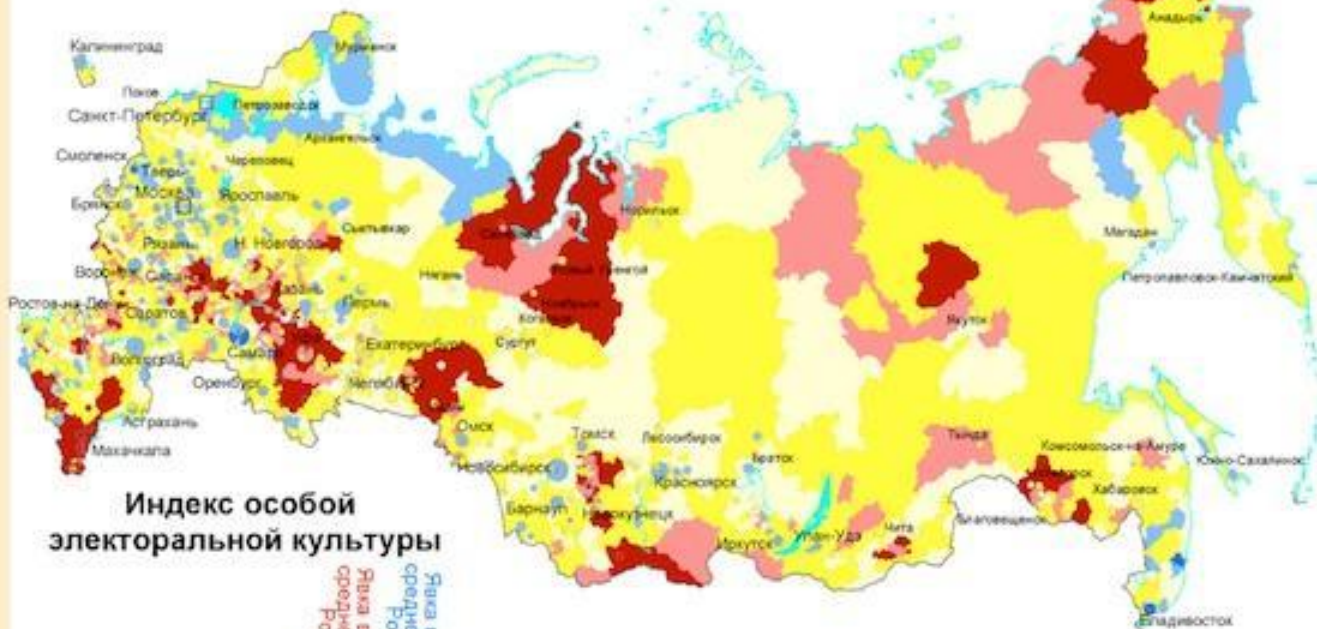 Анадырь
Калининград
Мурманск
Псков
Петрозаводск
Санкт-Петербург
Архангельск
Смоленск
Череповец
Тверь
Москва
Ярославль
Брянск
Норильск
Сыктывкар
Рязань
Н. Новгород
Магадан
Воронеж
Саранск
Нягань
Новый Уренгой
Петропавловск-Камчатский
Казань
Ростов-на-Дону
Пермь
Ноябрьск
Саратов
Когалым
Якутск
Екатеринбург
Сургут
Волгоград
Самара
Оренбург
Челябинск
Астрахань
Омск
Томск
Лесосибирск
Тында
Комсомольск-на-Амуре
Махачкала
Братск
Южно-Сахалинск
Новосибирск
Красноярск
Хабаровск
Барнаул
Новокузнецк
Благовещенск
Иркутск
Улан-Удэ
Чита
Индекс особой
электоральной культуры
Явка
Явка
Владивосток